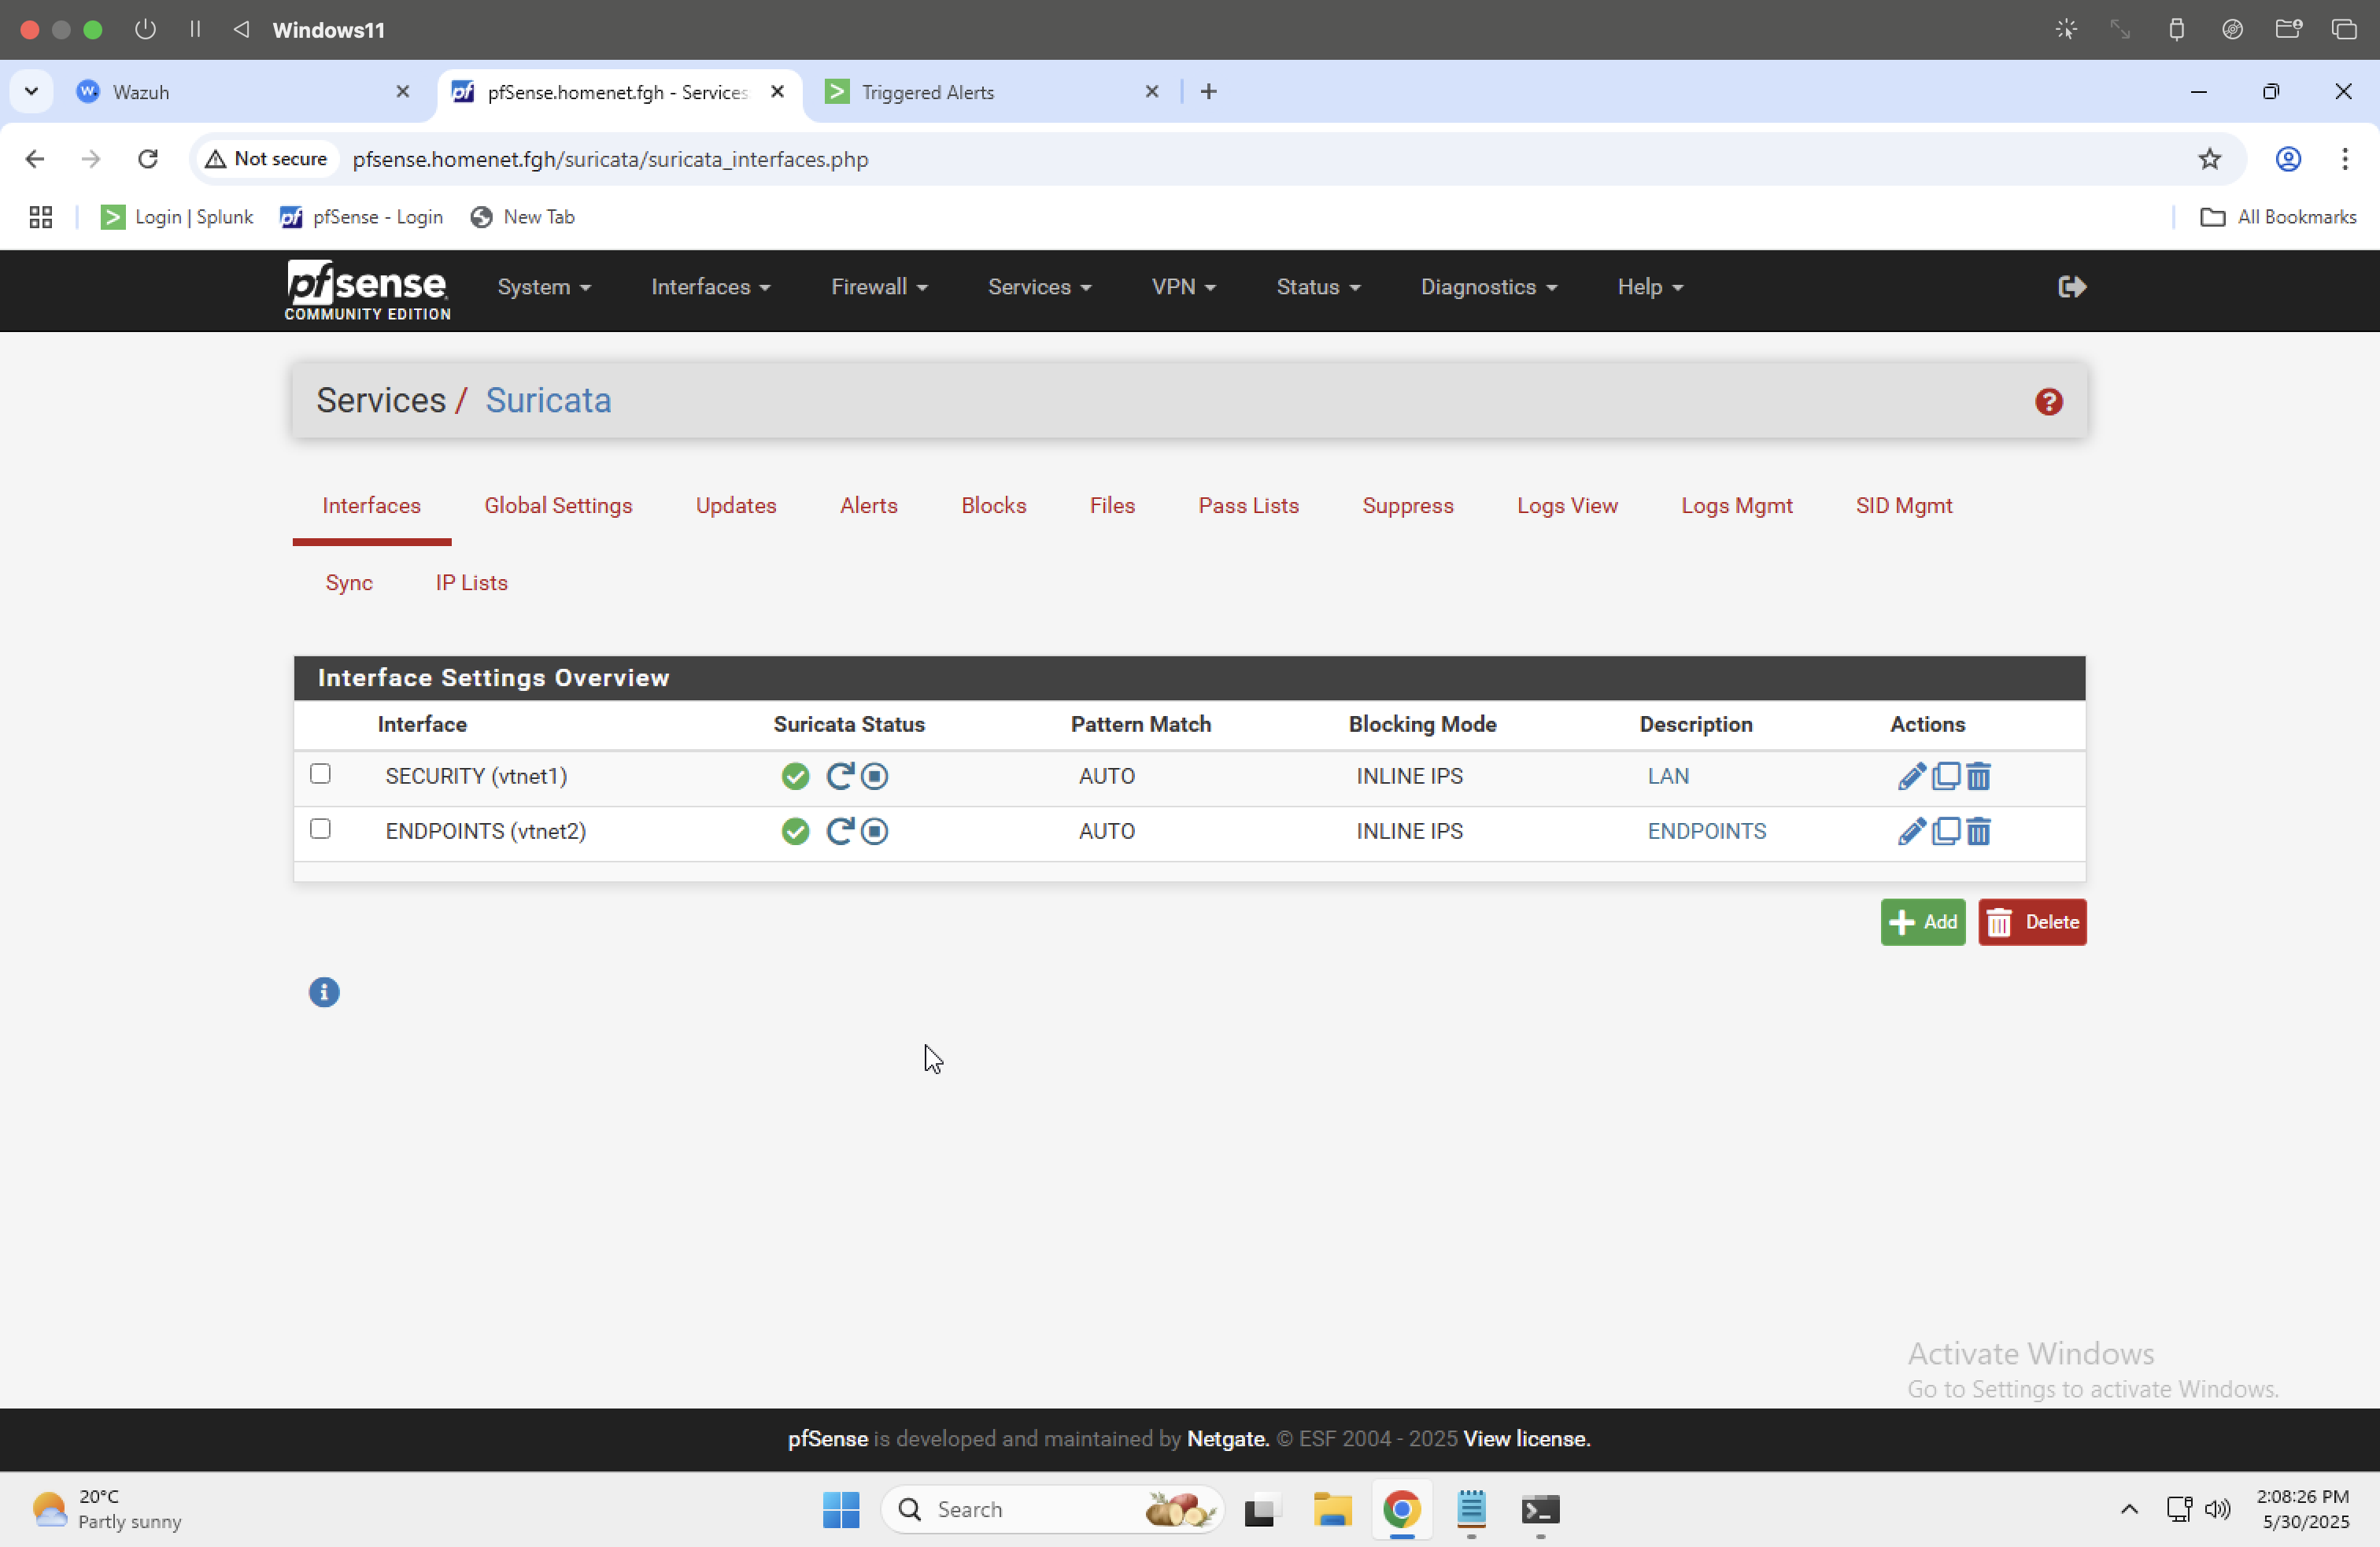 Windows11
Wazuh
pfSense.homenet.fgh - Services
Triggered Alerts
Not secure
pfsense.homenet.fgh/suricata/suricata_interfaces.php
Login | Splunk
pfSense - Login
New Tab
All Bookmarks
pfsense
COMMUNITY EDITION
System
Interfaces
Firewall
Services
VPN
Status
Diagnostics
Help
Services / Suricata
Interfaces
Global Settings
Updates
Alerts
Blocks
Files
Pass Lists
Suppress
Logs View
Logs Mgmt
SID Mgmt
Sync
IP Lists
Interface Settings Overview
Interface Suricata Status Pattern Match Blocking Mode Description Actions
SECURITY (vtnet1) AUTO INLINE IPS LAN
ENDPOINTS (vtnet2) AUTO INLINE IPS ENDPOINTS
Add
Delete
Activate Windows
Go to Settings to activate Windows.
pfSense is developed and maintained by Netgate. © ESF 2004 - 2025 View license.
20°C
Partly sunny
Search
2:08:26 PM
5/30/2025